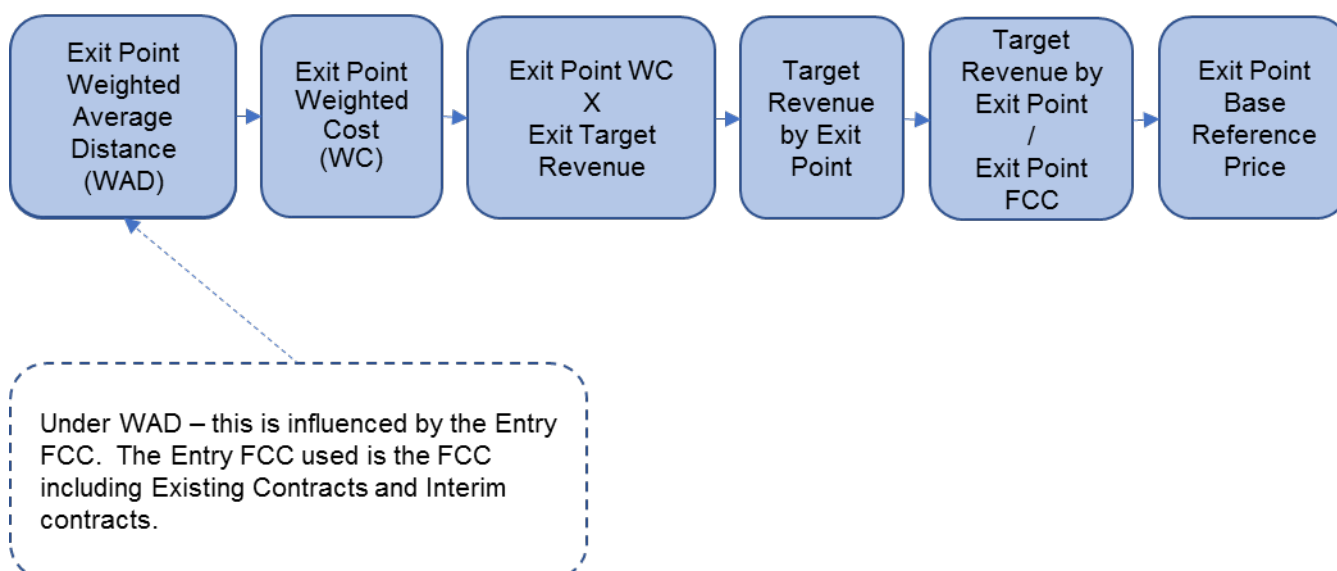 Exit Point
Weighted
Average
Distance
(WAD)
Exit Point
Weighted
Cost
(WC)
Exit Point WC
X
Exit Target
Revenue
Target
Revenue
by Exit
Point
Target
Revenue by
Exit Point
/
Exit Point
FCC
Exit Point
Base
Reference
Price
Under WAD – this is influenced by the Entry
FCC.  The Entry FCC used is the FCC
including Existing Contracts and Interim
contracts.